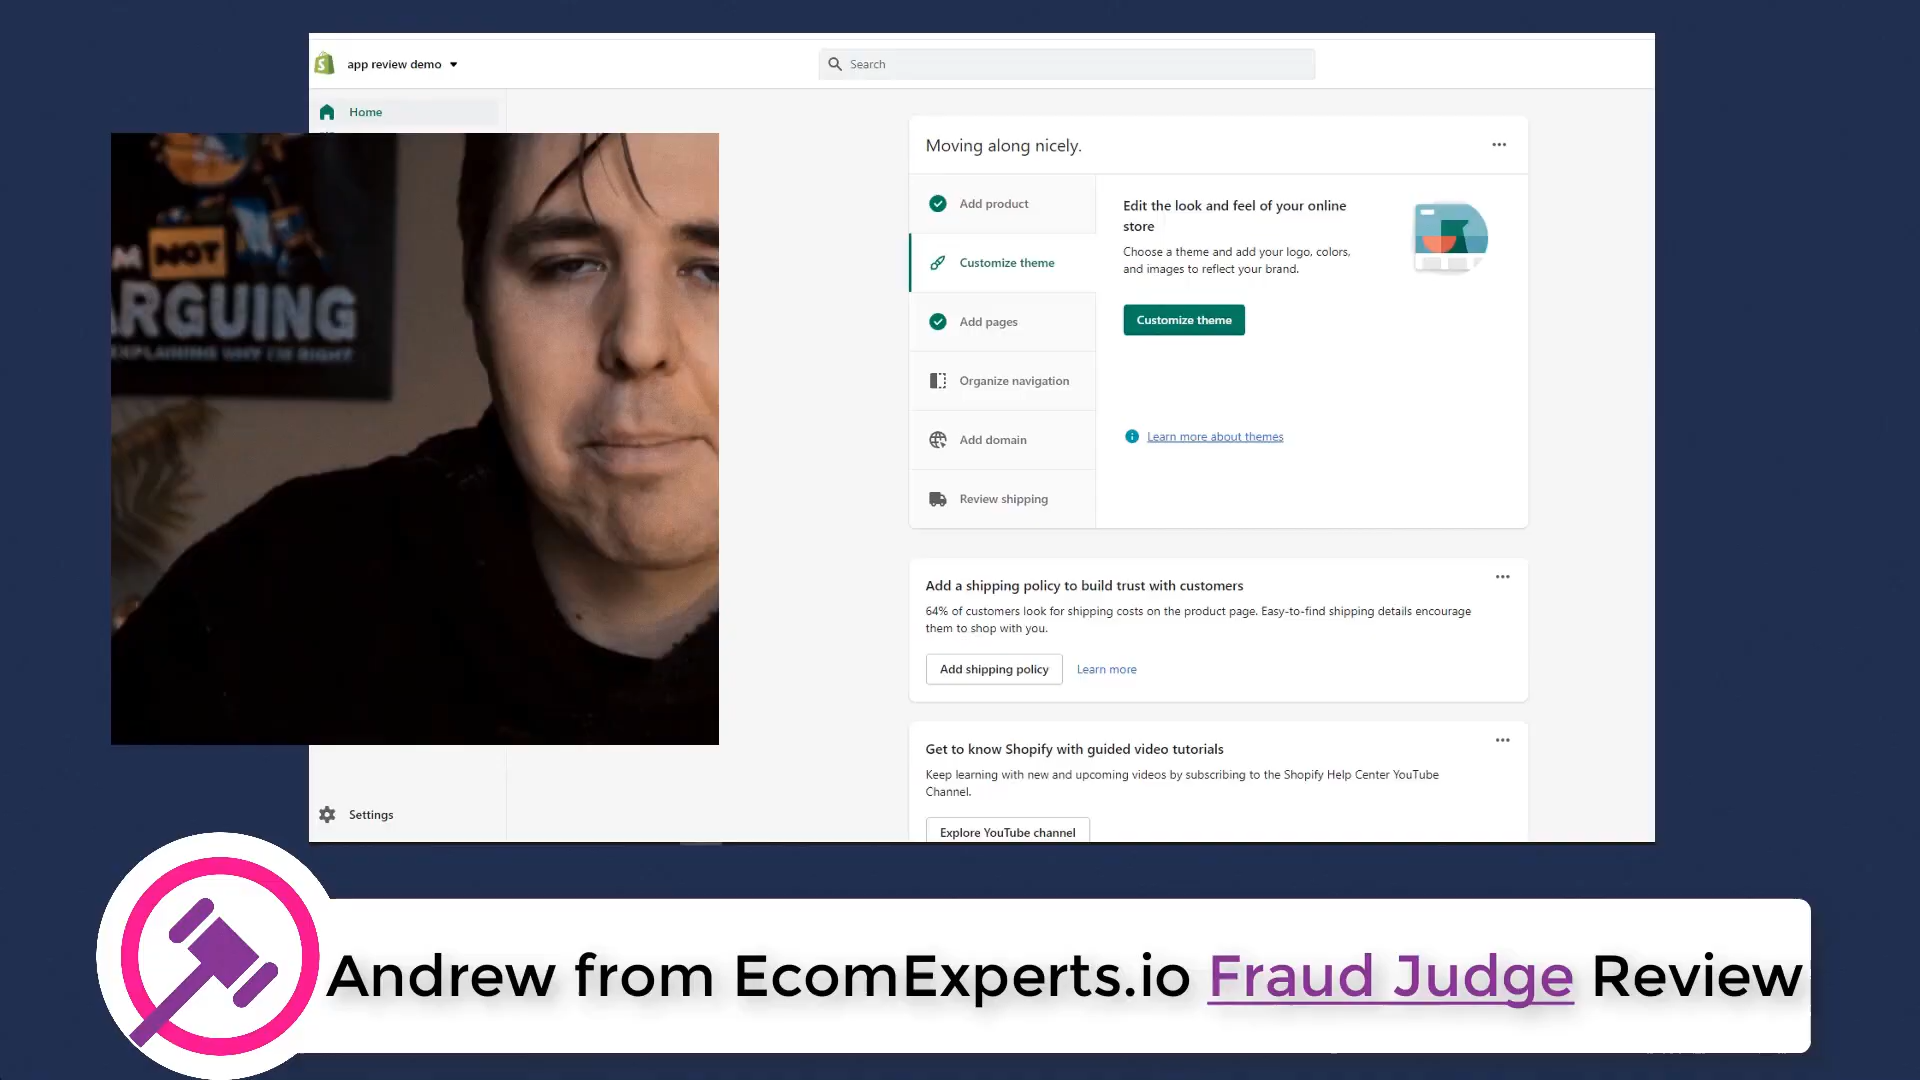 app review demo
Search
Home
NOT
ARGUING
EXPLAINING WHY I'M RIGHT
Moving along nicely.
Add product
Customize theme
Add pages
Organize navigation
Add domain
Review shipping
Edit the look and feel of your online
store
Choose a theme and add your logo, colors,
and images to reflect your brand.
Customize theme
Learn more about themes
Add a shipping policy to build trust with customers
64% of customers look for shipping costs on the product page. Easy-to-find shipping details encourage
them to shop with you.
Add shipping policy Learn more
Get to know Shopify with guided video tutorials
Keep learning with new and upcoming videos by subscribing to the Shopify Help Center YouTube
Channel.
Explore YouTube channel
Settings
Andrew from EcomExperts.io Fraud Judge Review